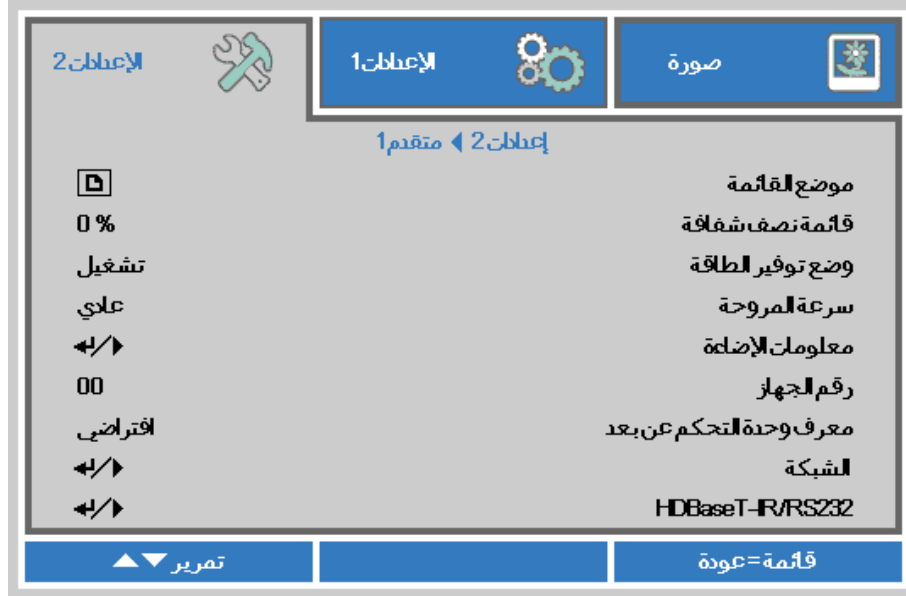 صورة
الإعدادات1
الإعدادات2
إعدادات2 ▶ متقدم1
موضع القائمة
قائمة نصف شفافة 0 %
وضع توفير الطاقة تشغيل
سرعة المروحة عادي
معلومات الإضاءة ↵/▶
رقم الجهاز 00
معرف وحدة التحكم عن بعد افتراضي
الشبكة ↵/▶
HDBaseT-IR/RS232 ↵/▶
قائمة=عودة
تمرير ▼▲